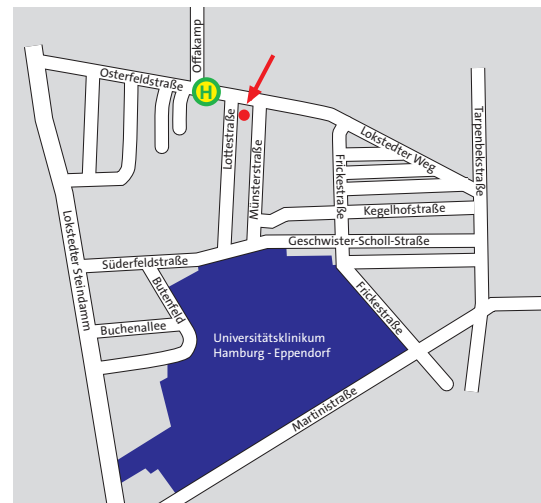 Offakamp
Osterfeldstraße
H
Lottestraße
Münsterstraße
Lokstedter Weg
Tarpenbekstraße
Frickestraße
Kegelhofstraße
Geschwister-Scholl-Straße
Lokstedter Steindamm
Süderfeldstraße
Butenfeld
Buchenallee
Frickestraße
Universitätsklinikum
Hamburg - Eppendorf
Martinistraße